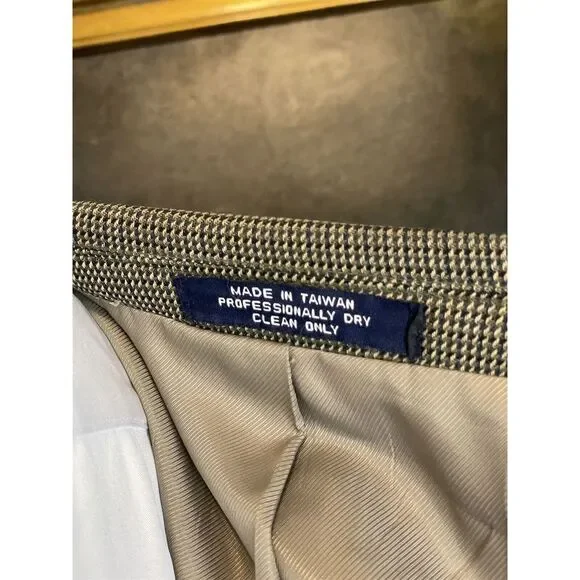 MADE IN TAIWAN
PROFESSIONALLY DRY
CLEAN ONLY